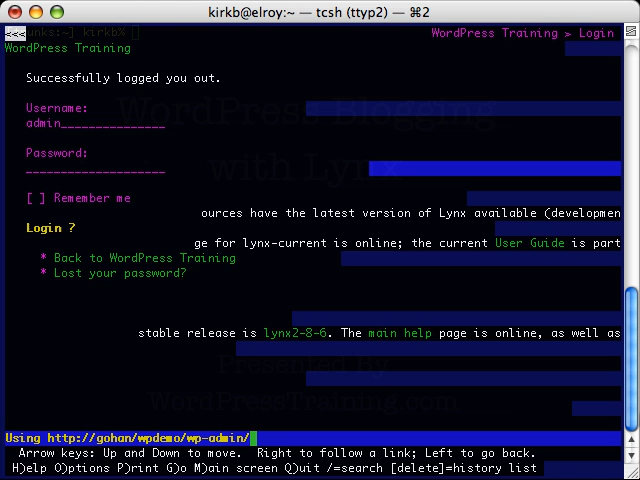 kirkb@elroy:~ — tcsh (ttyp2) — ⌘2
<<<unks:~] kirkb%
WordPress Training > Login
WordPress Training
Successfully logged you out.
WordPress Blogging
Username:
admin_______________
Password:
____________________
with Lynx
[ ] Remember me
ources have the latest version of Lynx available (developmen
Login ?
ge for lynx-current is online; the current User Guide is part
* Back to WordPress Training
* Lost your password?
stable release is lynx2-8-6. The main help page is online, as well as
Presented By
WordPressTraining.com
Using http://gohan/wpdemo/wp-admin/
Arrow keys: Up and Down to move. Right to follow a link; Left to go back.
H)elp O)ptions P)rint G)o M)ain screen Q)uit /=search [delete]=history list